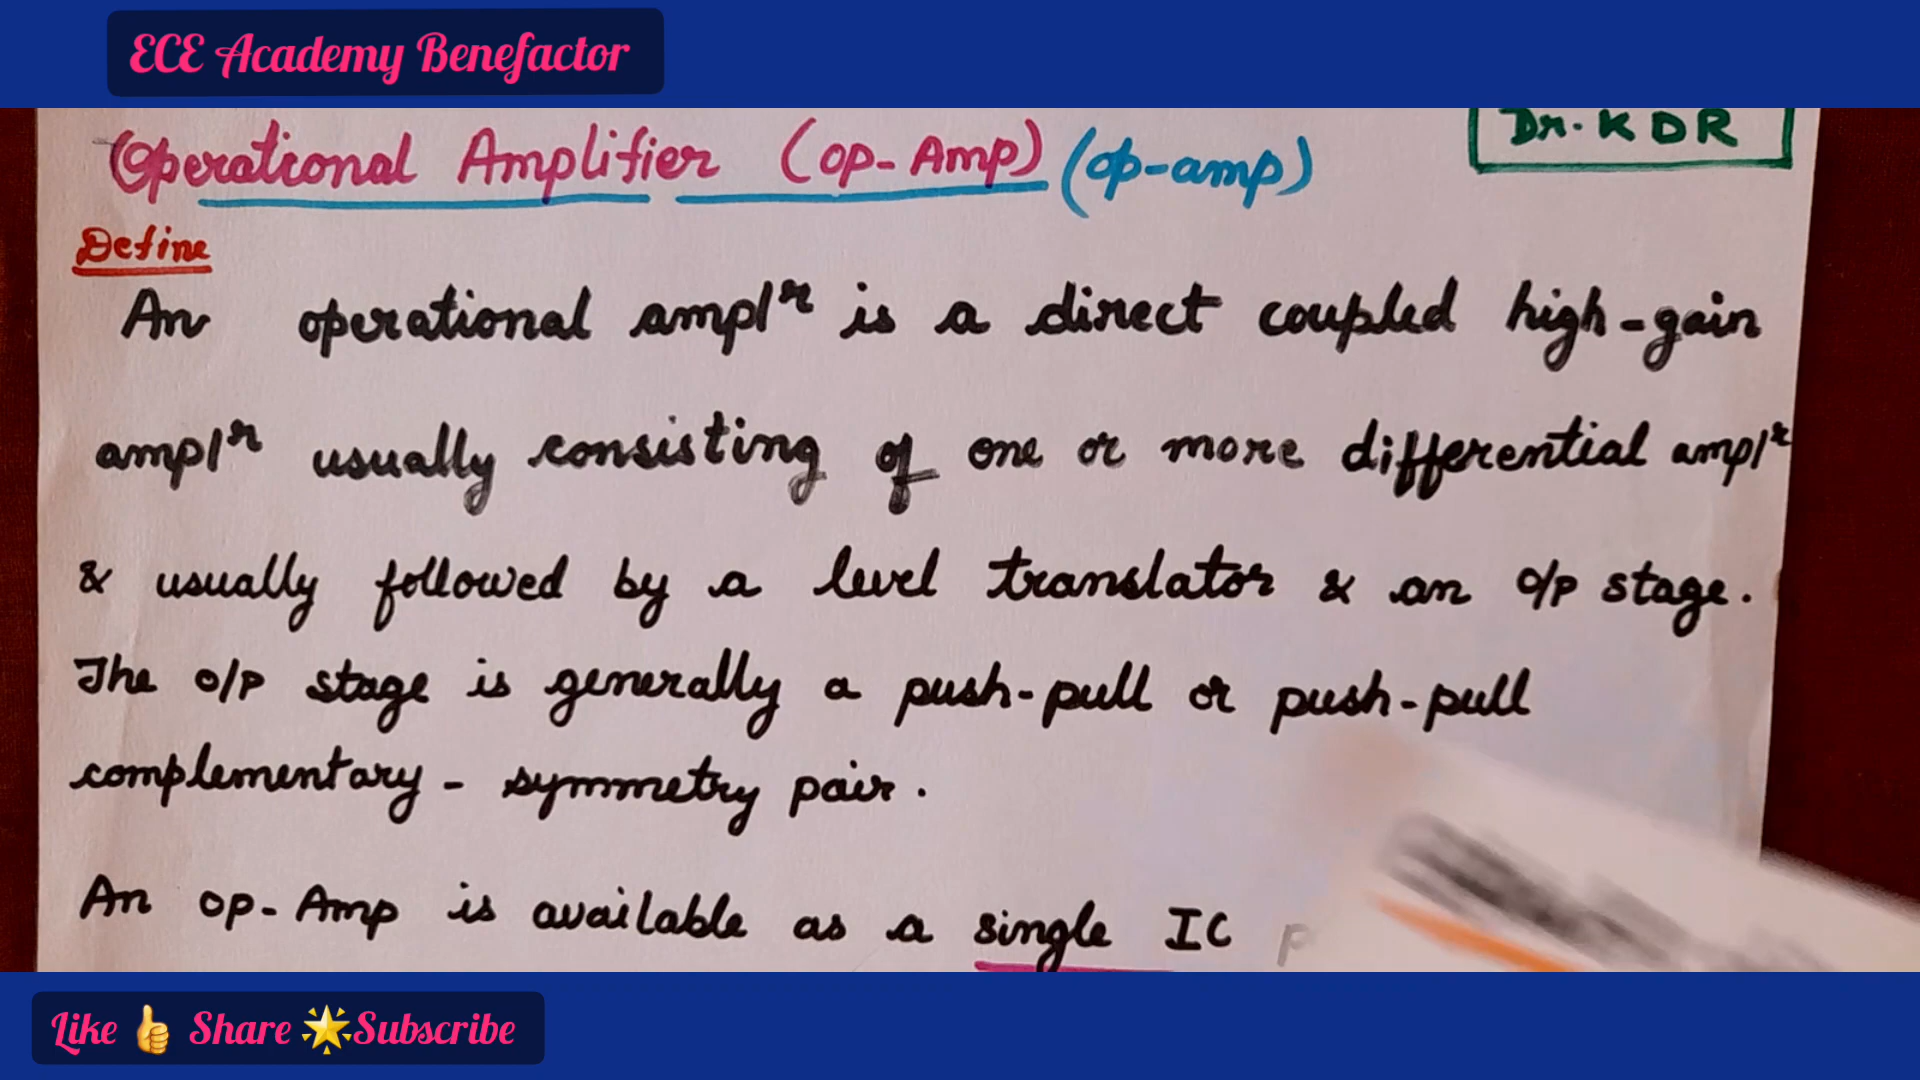 ECE Academy Benefactor
Dr. KDR
Operational Amplifier (op-Amp) (op-amp)
Define
An operational ampl^r is a direct coupled high-gain
ampl^r usually consisting of one or more differential ampl^r
& usually followed by a level translator & an o/p stage.
The o/p stage is generally a push-pull or push-pull
complementary - symmetry pair.
An op-Amp is available as a single IC
Like 👍 Share 🌟Subscribe